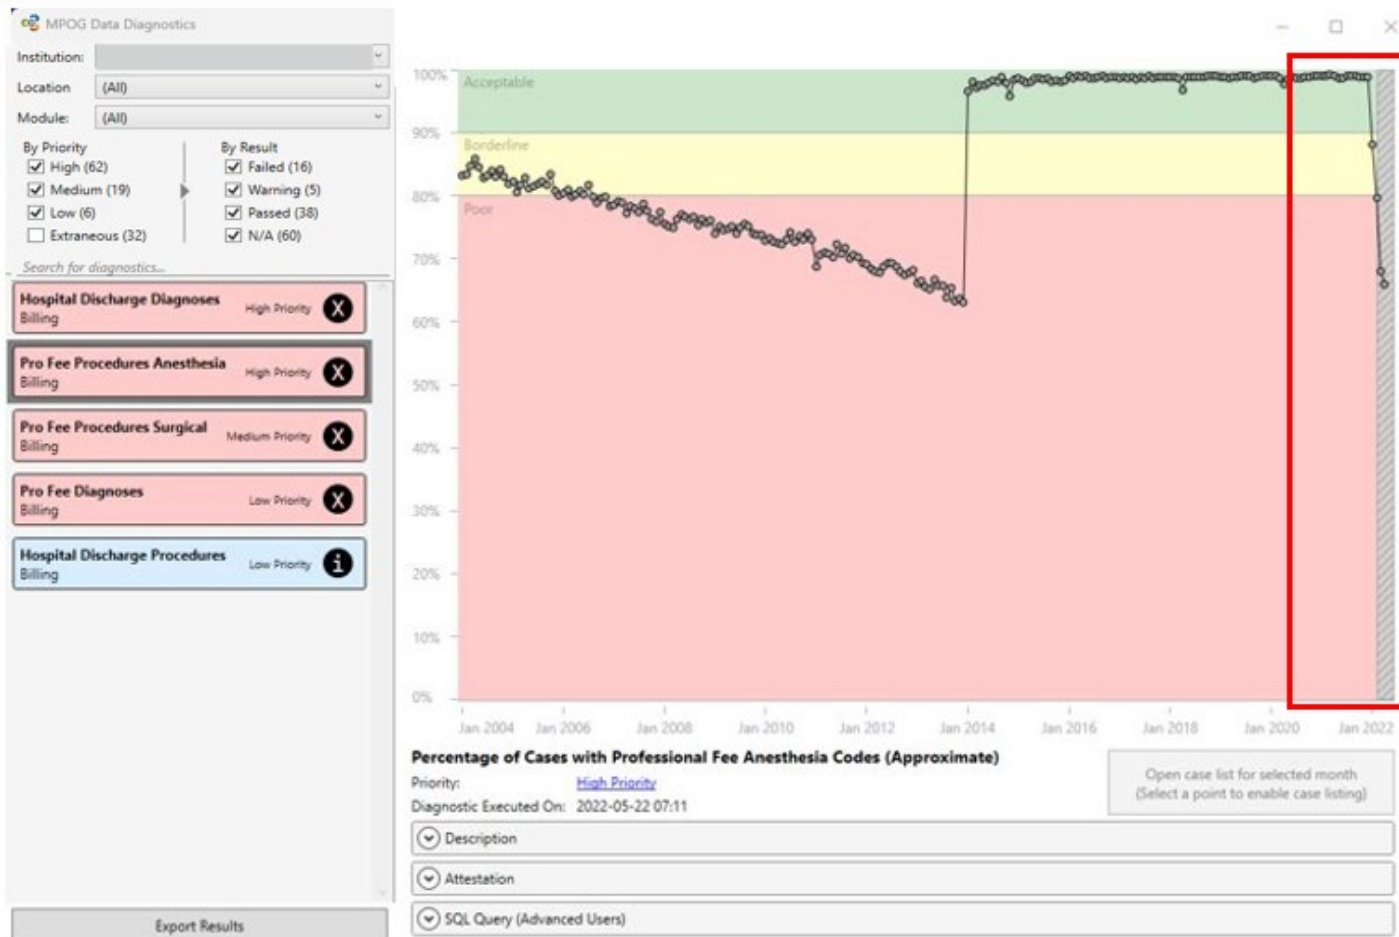 MPOG Data Diagnostics
Institution:
Location (All)
Module: (All)
By Priority
High (62)
Medium (19)
Low (6)
Extraneous (32)
By Result
Failed (16)
Warning (5)
Passed (38)
N/A (60)
Search for diagnostics...
Hospital Discharge Diagnoses
Billing
High Priority
X
Pro Fee Procedures Anesthesia
Billing
High Priority
X
Pro Fee Procedures Surgical
Billing
Medium Priority
X
Pro Fee Diagnoses
Billing
Low Priority
X
Hospital Discharge Procedures
Billing
Low Priority
i
Export Results
100%
90%
80%
70%
60%
50%
40%
30%
20%
10%
0%
Acceptable
Borderline
Poor
Jan 2004 Jan 2006 Jan 2008 Jan 2010 Jan 2012 Jan 2014 Jan 2016 Jan 2018 Jan 2020 Jan 2022
Percentage of Cases with Professional Fee Anesthesia Codes (Approximate)
Priority: High Priority
Diagnostic Executed On: 2022-05-22 07:11
Open case list for selected month
(Select a point to enable case listing)
Description
Attestation
SQL Query (Advanced Users)